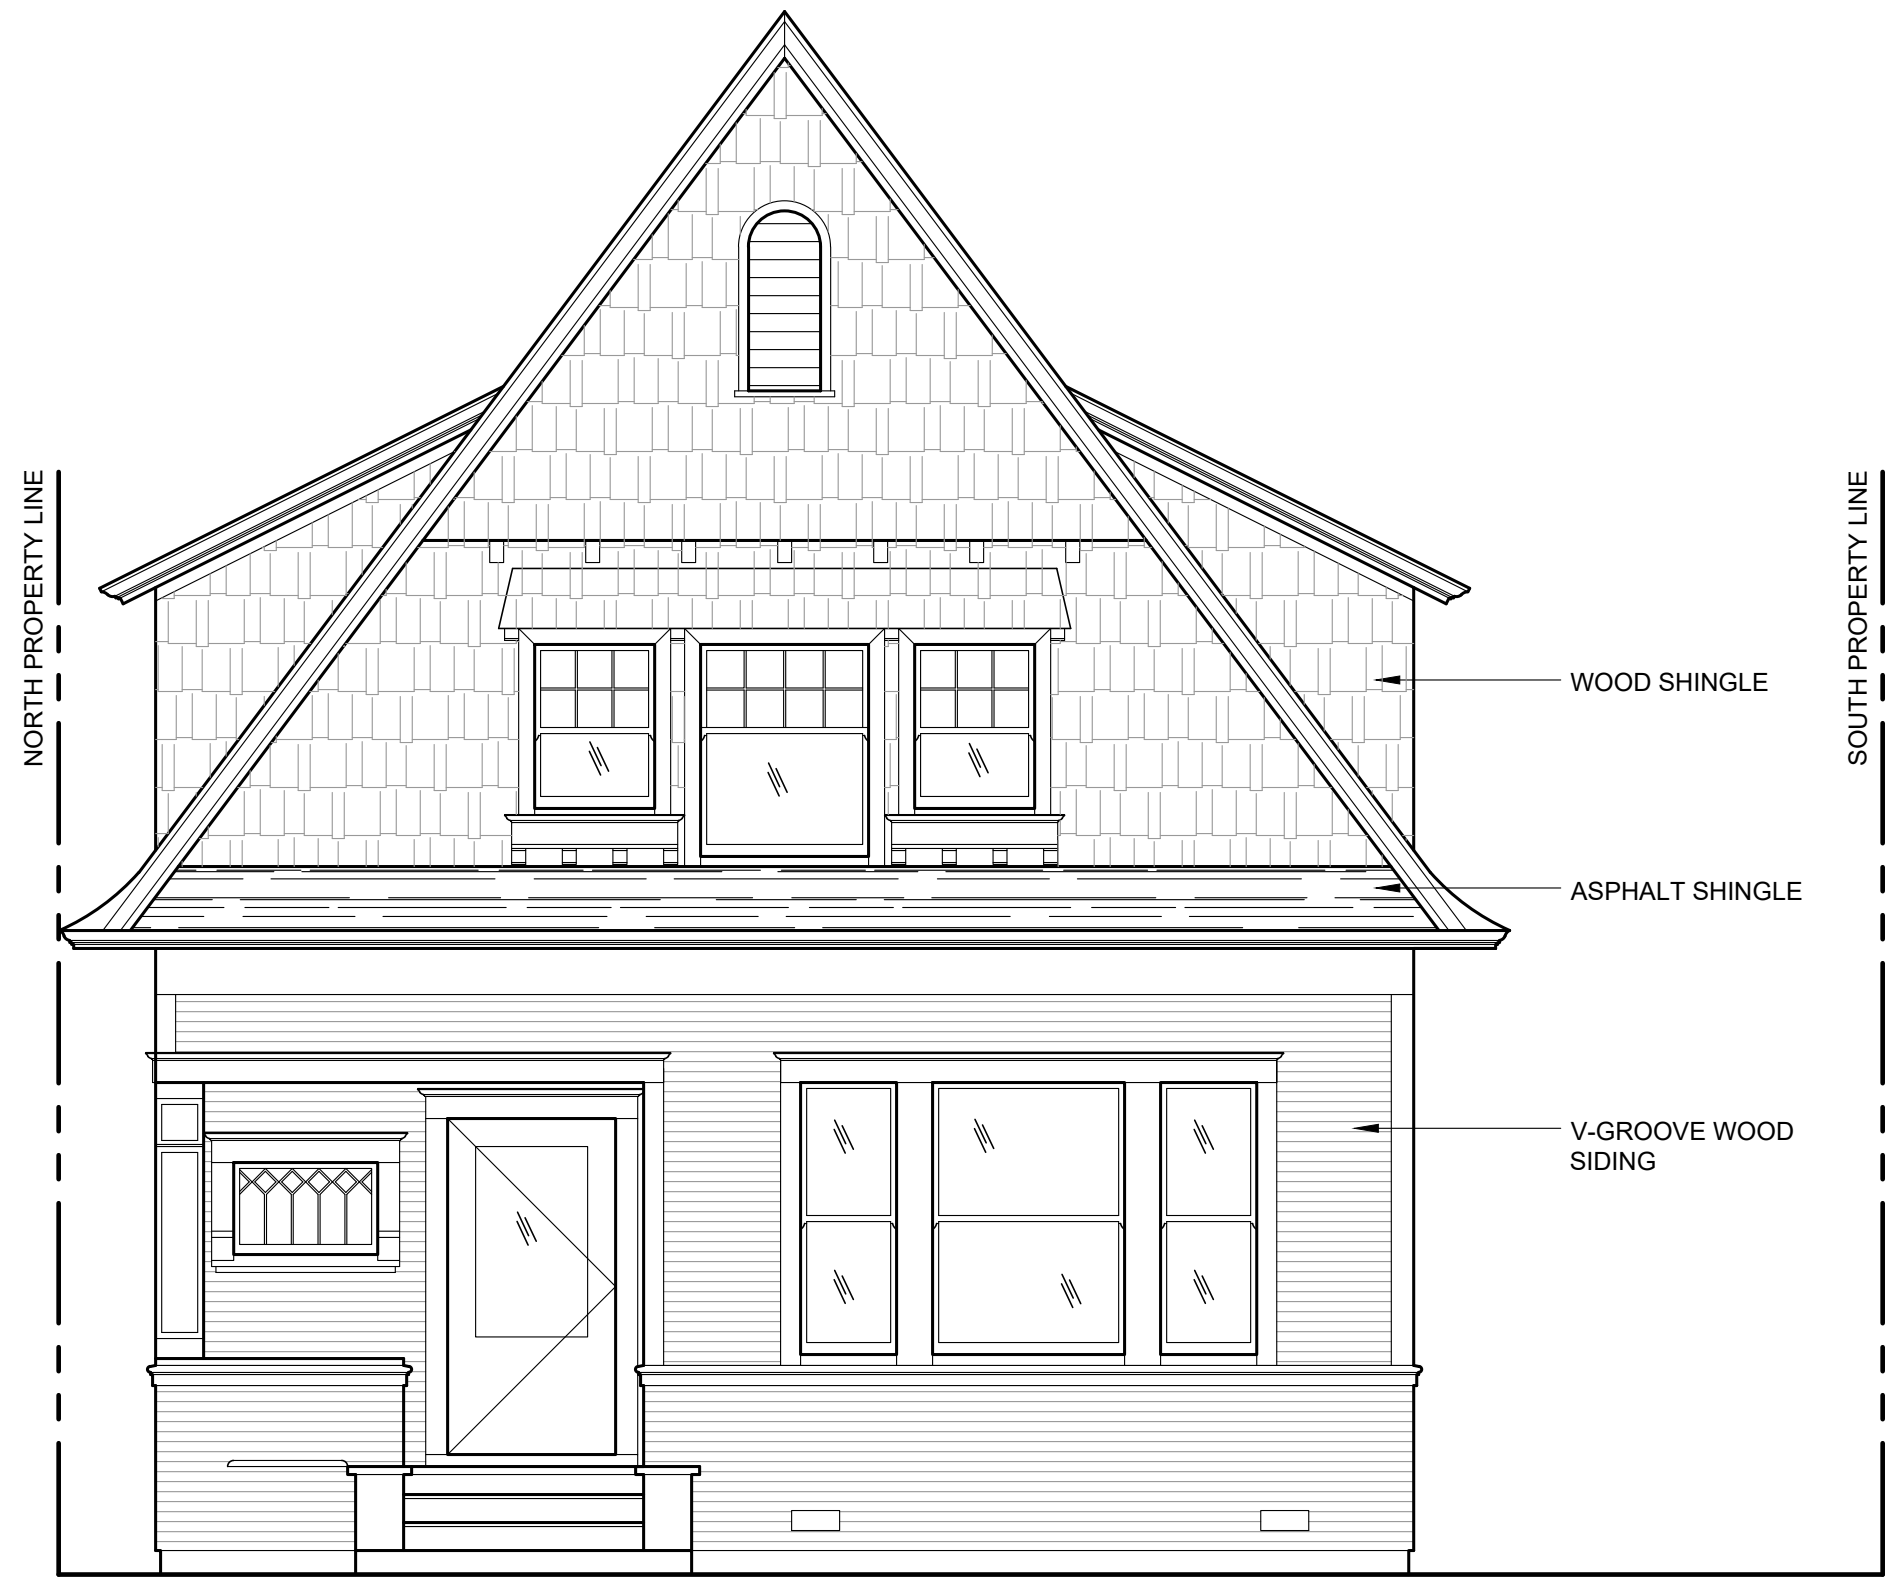 NORTH PROPERTY LINE
SOUTH PROPERTY LINE
WOOD SHINGLE
ASPHALT SHINGLE
V-GROOVE WOOD
SIDING